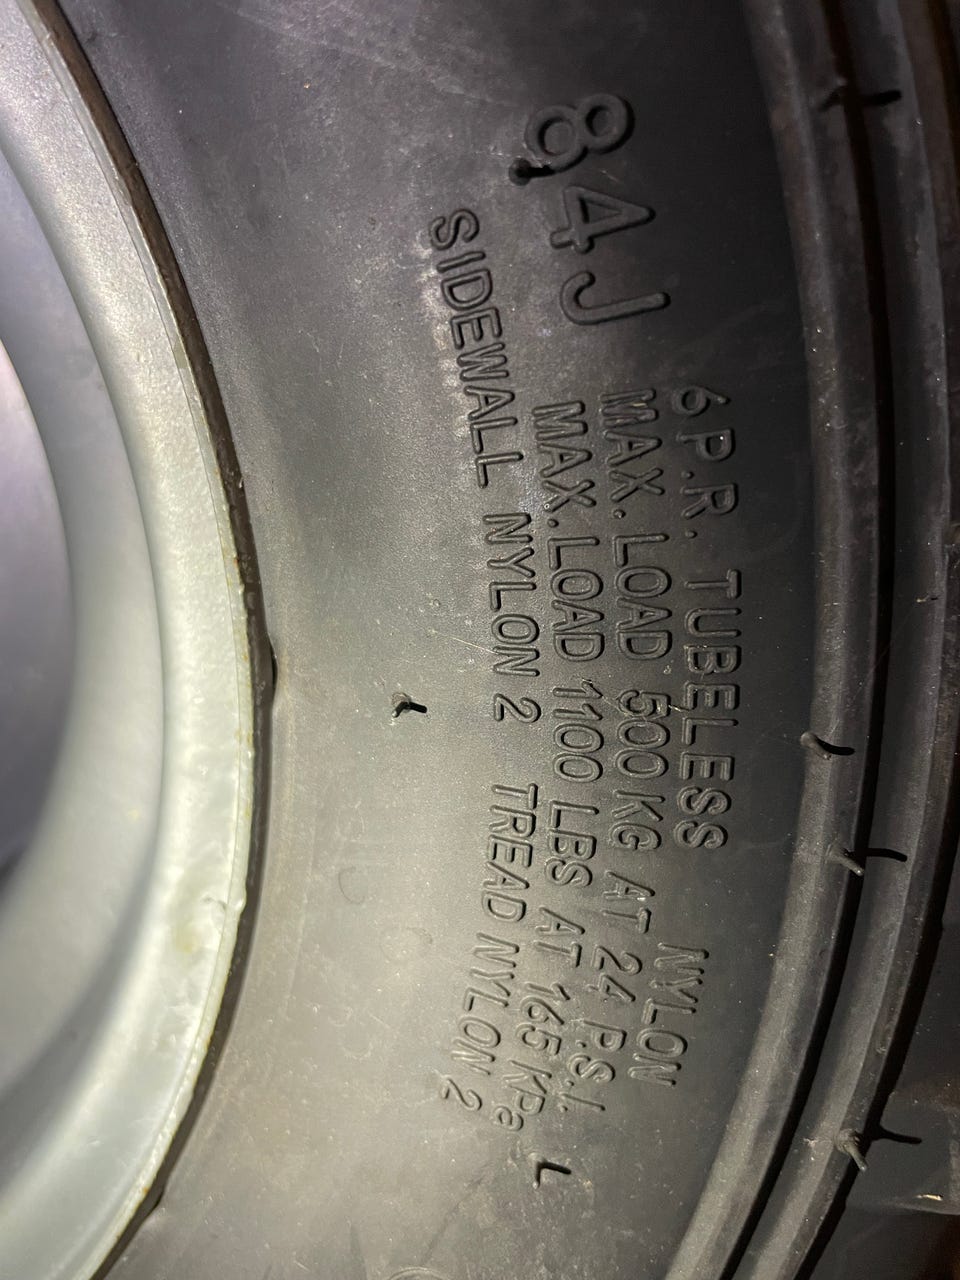 84J
6 P.R. TUBELESS NYLON
MAX. LOAD 500 KG AT 24 P.S.I.
MAX. LOAD 1100 LBS AT 165 KPa
SIDEWALL NYLON 2 TREAD NYLON 2
L